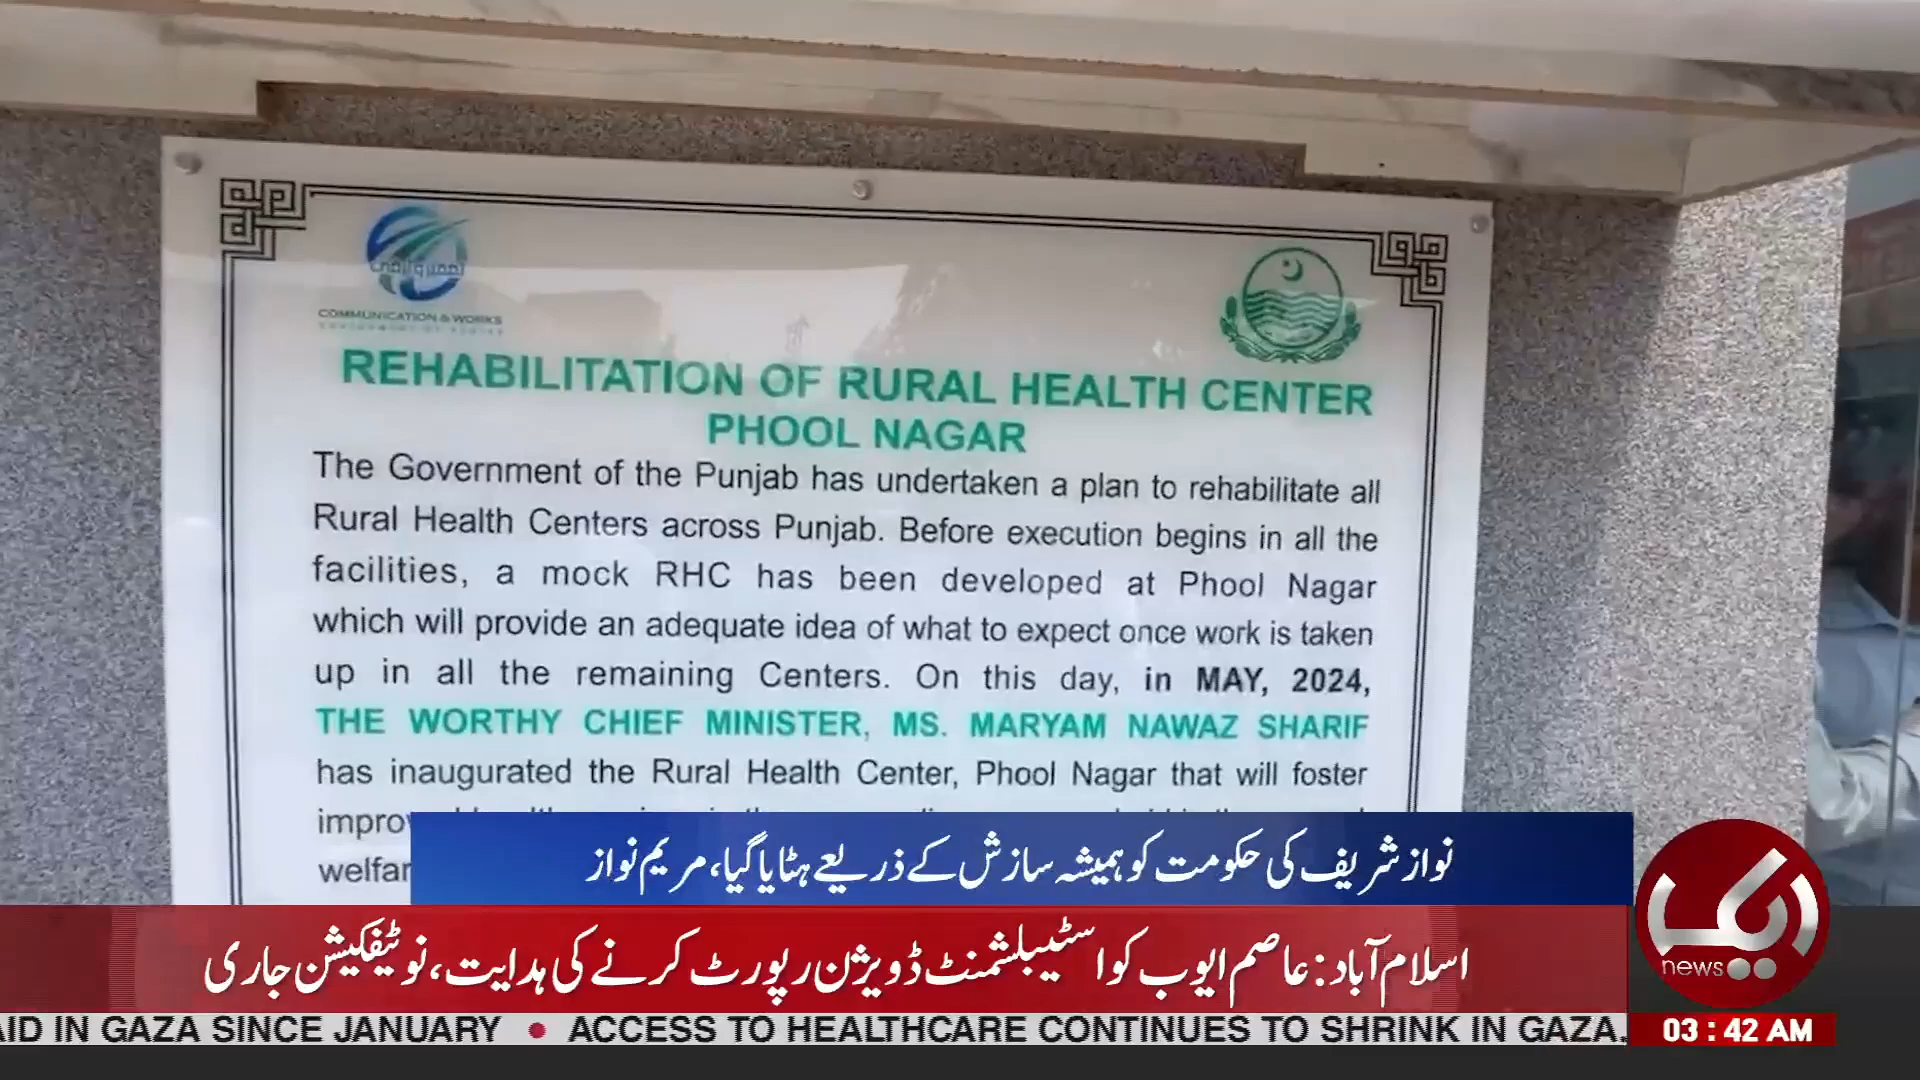 تعمیر و ترقی
COMMUNICATION & WORKS
REHABILITATION OF RURAL HEALTH CENTER
PHOOL NAGAR
The Government of the Punjab has undertaken a plan to rehabilitate all
Rural Health Centers across Punjab. Before execution begins in all the
facilities, a mock RHC has been developed at Phool Nagar
which will provide an adequate idea of what to expect once work is taken
up in all the remaining Centers. On this day, in MAY, 2024,
THE WORTHY CHIEF MINISTER, MS. MARYAM NAWAZ SHARIF
has inaugurated the Rural Health Center, Phool Nagar that will foster
نواز شریف کی حکومت کو ہمیشہ سازش کے ذریعے ہٹایا گیا، مریم نواز
اسلام آباد: عاصم ایوب کو اسٹیبلشمنٹ ڈویژن رپورٹ کرنے کی ہدایت، نوٹیفکیشن جاری
news
AID IN GAZA SINCE JANUARY • ACCESS TO HEALTHCARE CONTINUES TO SHRINK IN GAZA.
03 : 42 AM